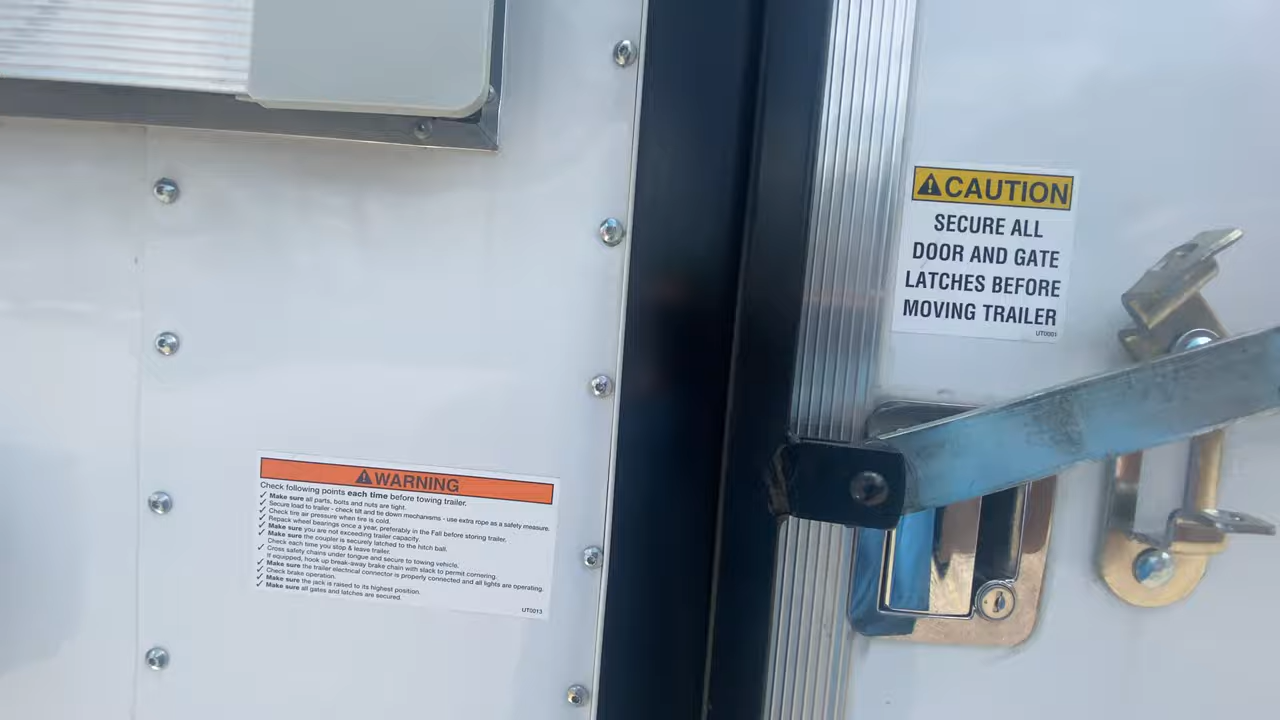 WARNING
Check following points each time before towing trailer.
✓ Make sure all parts, bolts and nuts are tight.
✓ Secure load to trailer - check tilt and tie down mechanisms - use extra rope as a safety measure.
✓ Check tire air pressure when tire is cold.
✓ Repack wheel bearings once a year, preferably in the Fall before storing trailer.
✓ Make sure you are not exceeding trailer capacity.
✓ Make sure the coupler is securely latched to the hitch ball.
Check each time you stop & leave trailer.
✓ Cross safety chains under tongue and secure to towing vehicle.
If equipped, hook up break-away brake chain with slack to permit cornering.
✓ Make sure the trailer electrical connector is properly connected and all lights are operating.
✓ Check brake operation.
✓ Make sure the jack is raised to its highest position.
✓ Make sure all gates and latches are secured.
UT0013
CAUTION
SECURE ALL
DOOR AND GATE
LATCHES BEFORE
MOVING TRAILER
UT0001